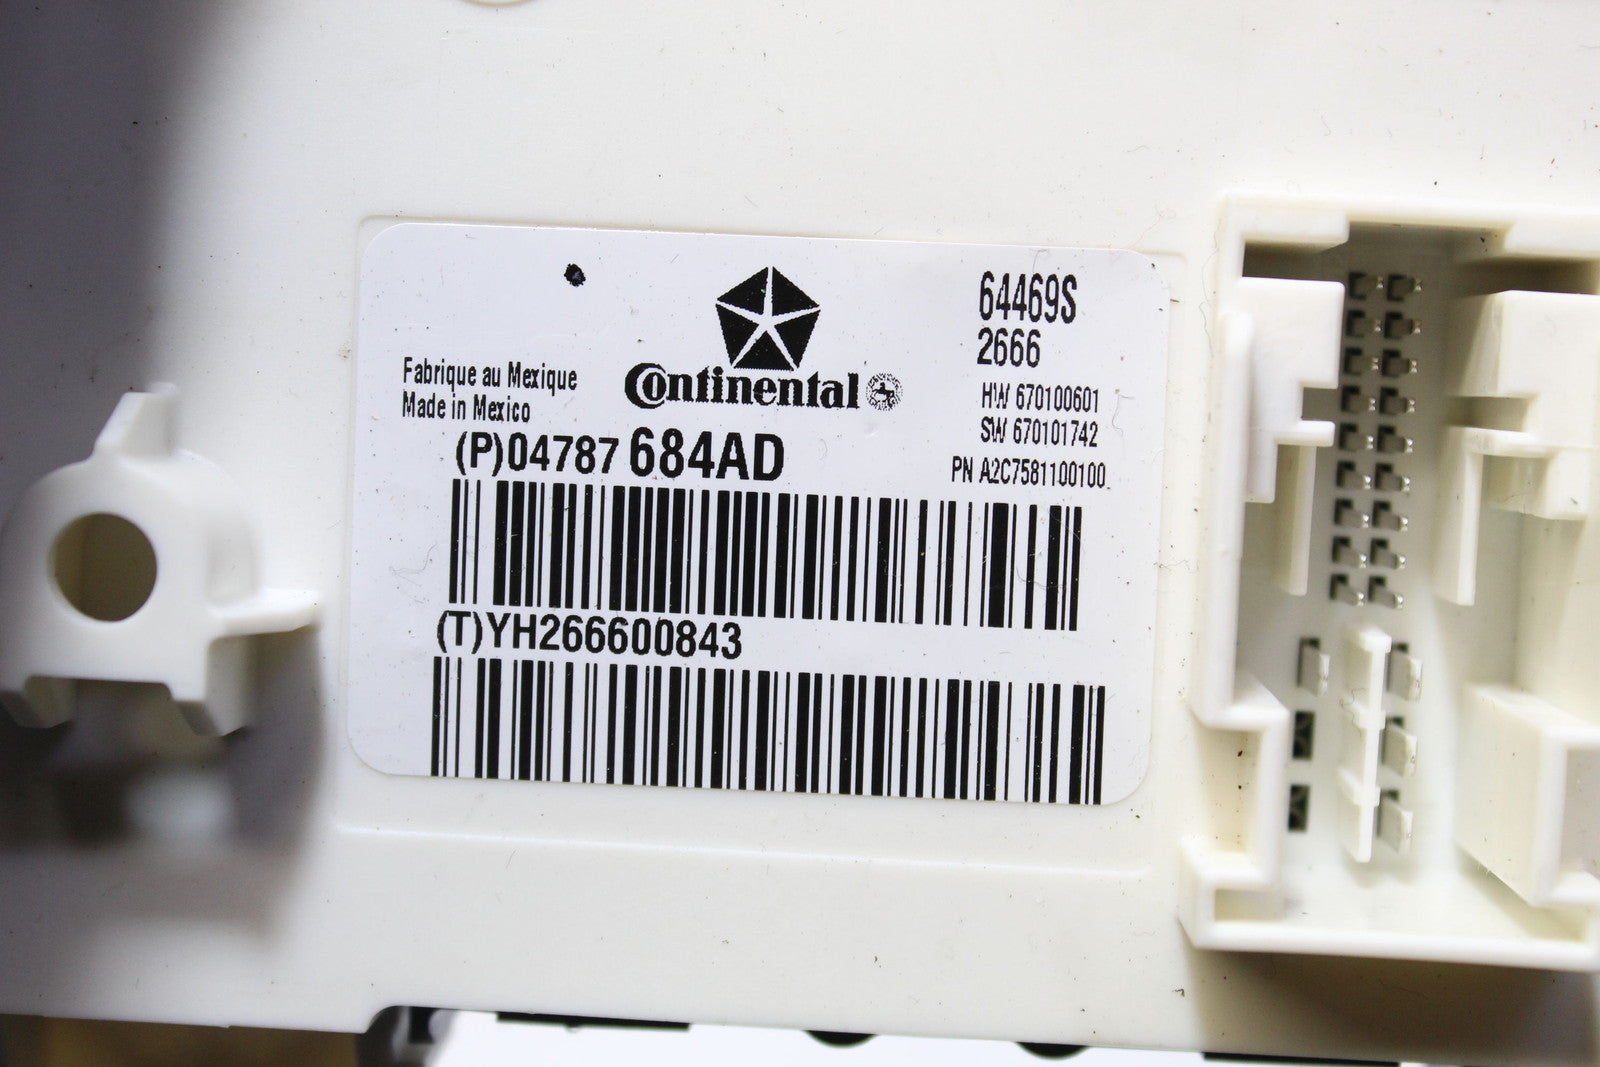 64469S
2666
Fabrique au Mexique
Made in Mexico
Continental
HW 670100601
SW 670101742
PN A2C7581100100
(P)04787 684AD
(T)YH266600843